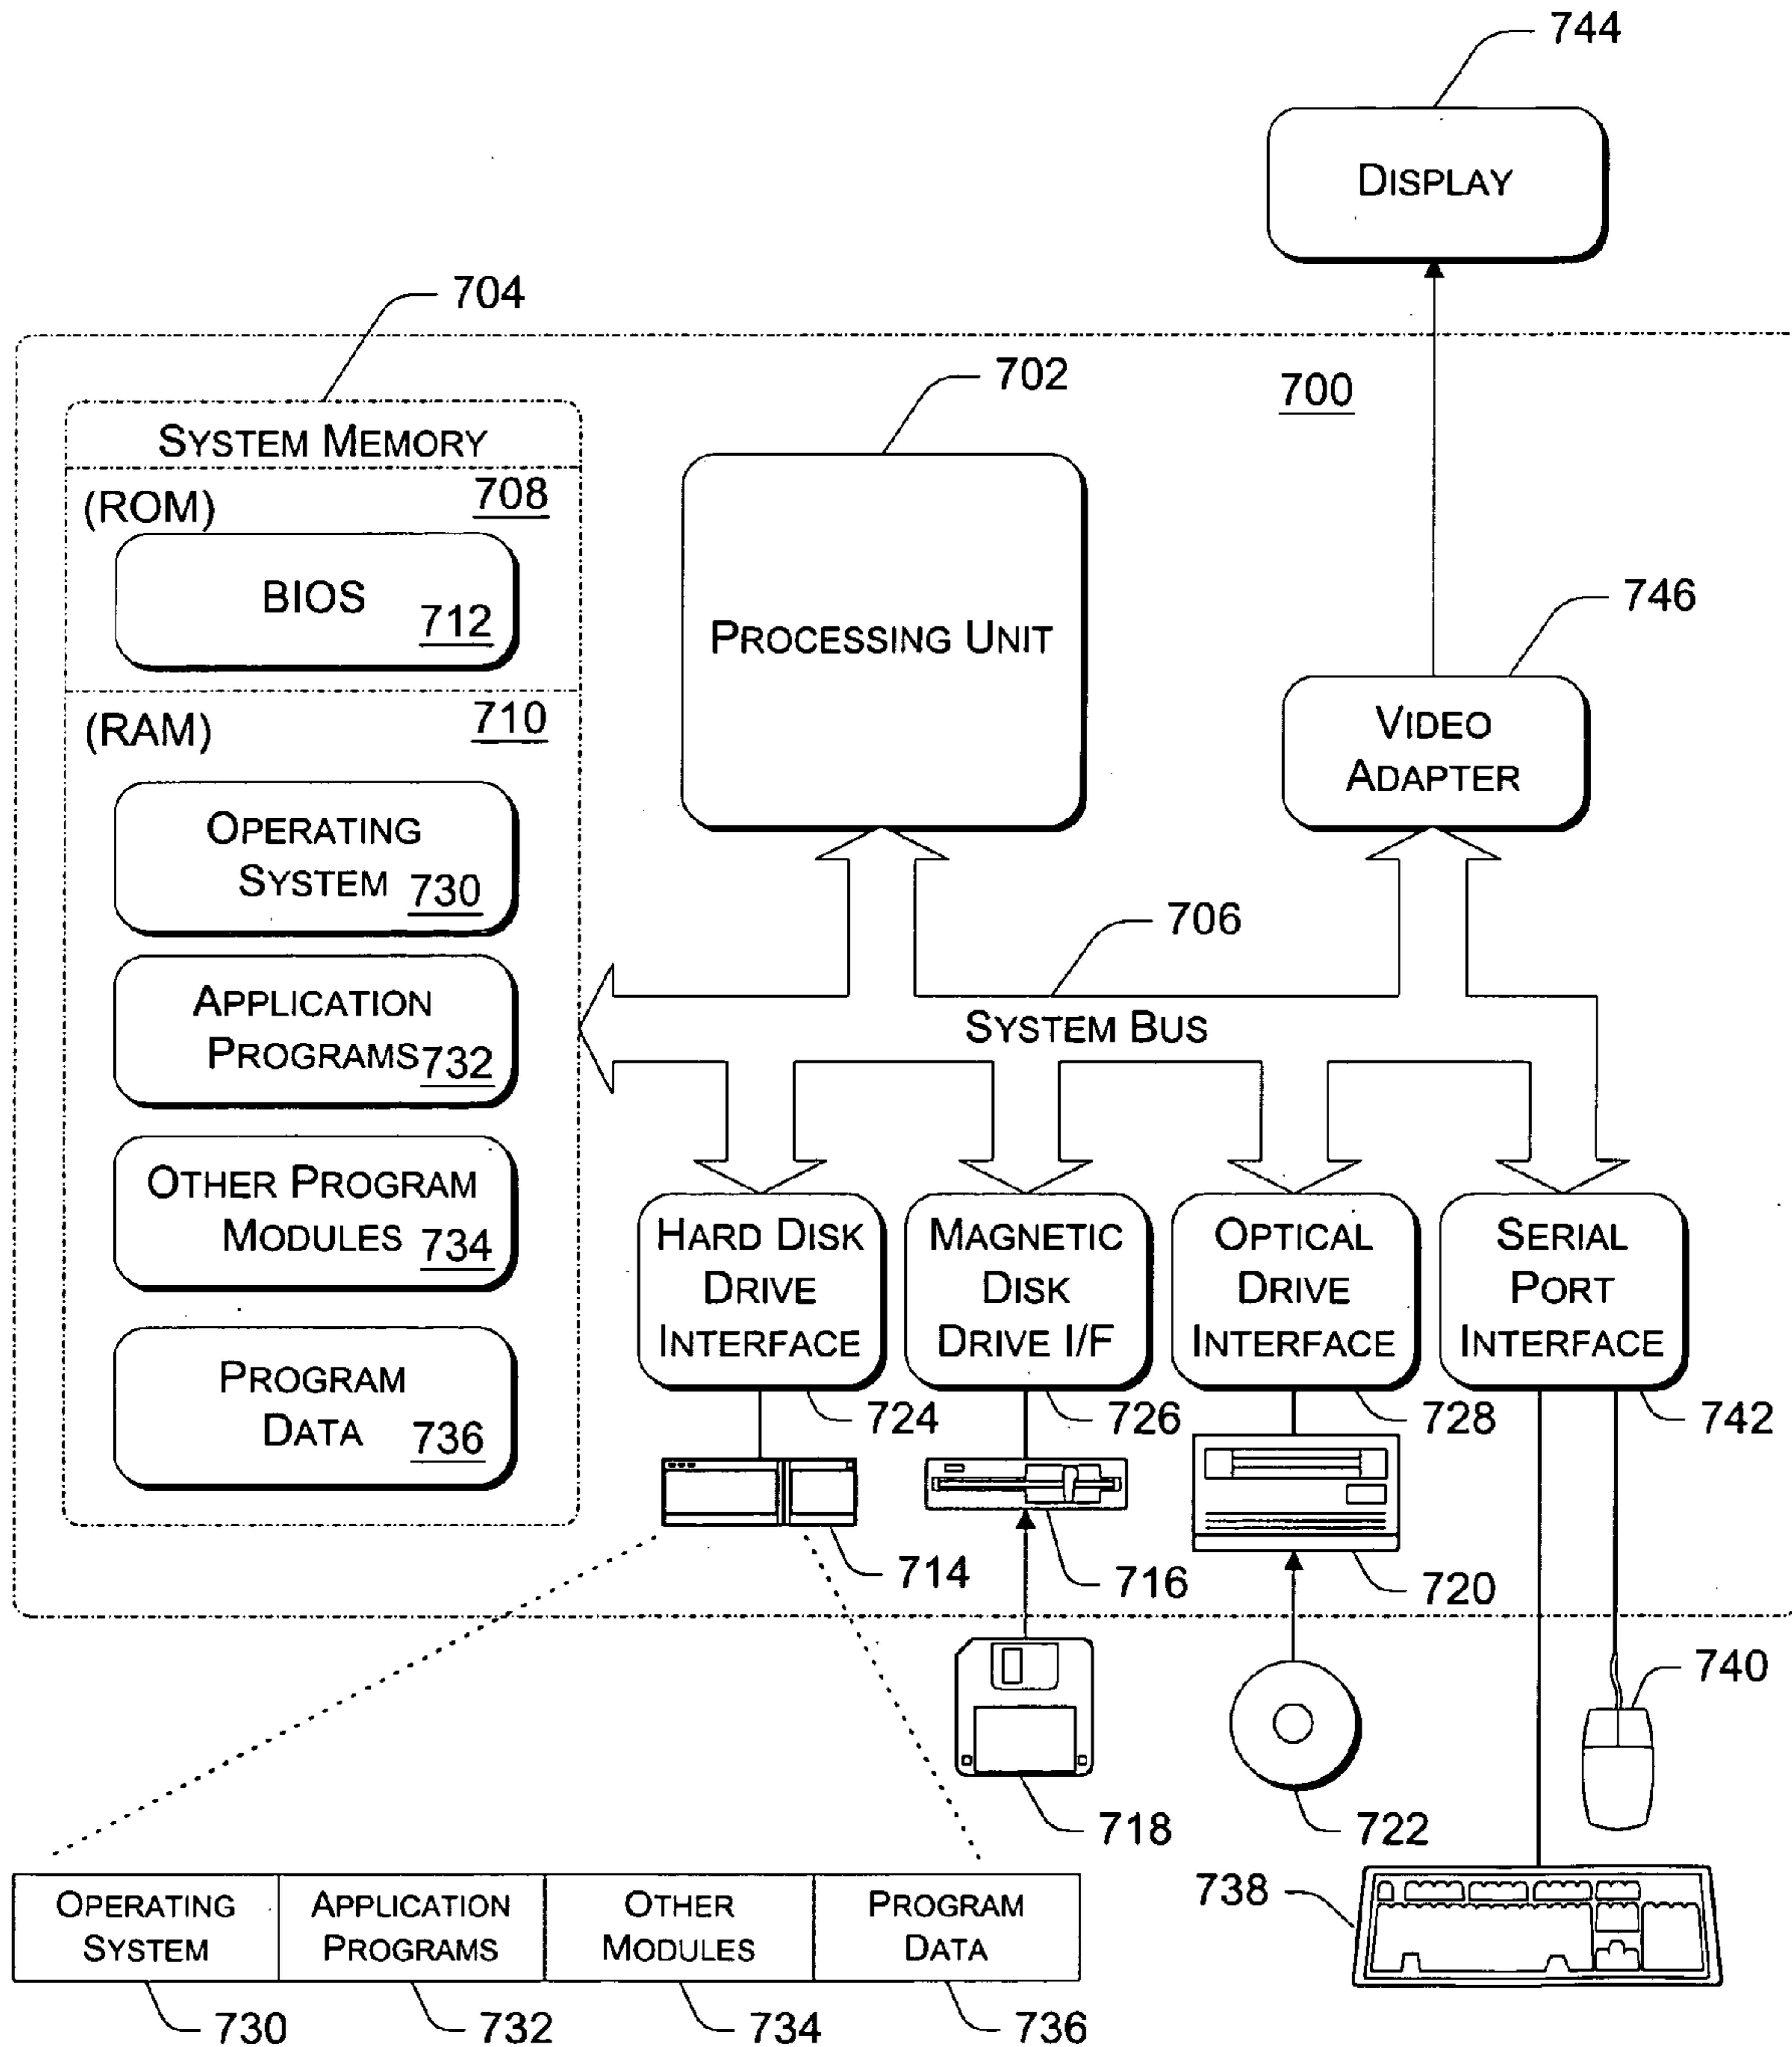 744
DISPLAY
704
702
700
SYSTEM MEMORY
(ROM)
708
BIOS
712
PROCESSING UNIT
746
(RAM)
710
VIDEO
ADAPTER
OPERATING
SYSTEM 730
706
APPLICATION
PROGRAMS 732
SYSTEM BUS
OTHER PROGRAM
MODULES 734
HARD DISK
DRIVE
INTERFACE
MAGNETIC
DISK
DRIVE I/F
OPTICAL
DRIVE
INTERFACE
SERIAL
PORT
INTERFACE
PROGRAM
DATA 736
724
726
728
742
714
716
720
740
718
722
738
OPERATING
SYSTEM
APPLICATION
PROGRAMS
OTHER
MODULES
PROGRAM
DATA
730
732
734
736